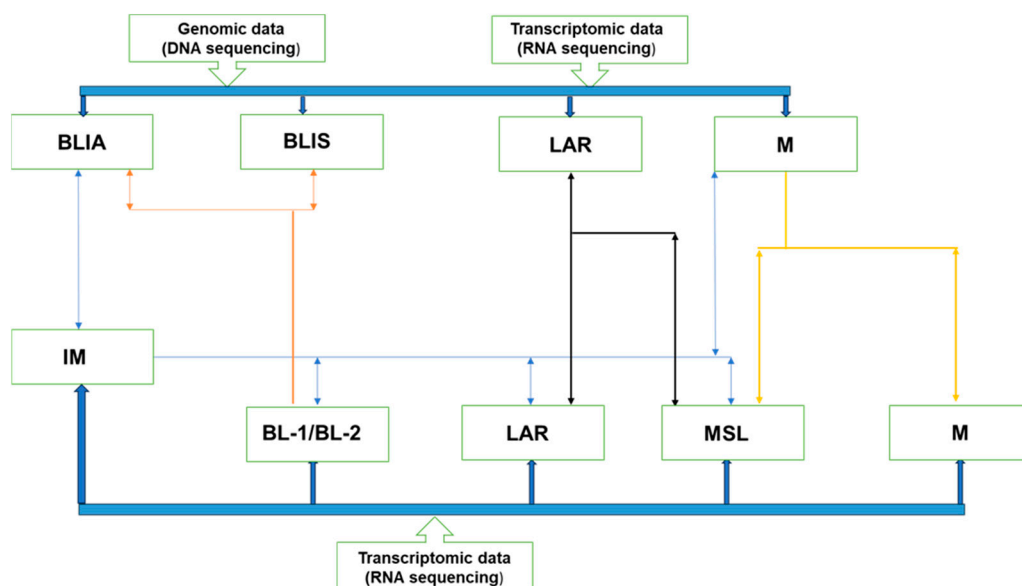 Genomic data
(DNA sequencing)
Transcriptomic data
(RNA sequencing)
BLIA
BLIS
LAR
M
IM
BL-1/BL-2
LAR
MSL
M
Transcriptomic data
(RNA sequencing)